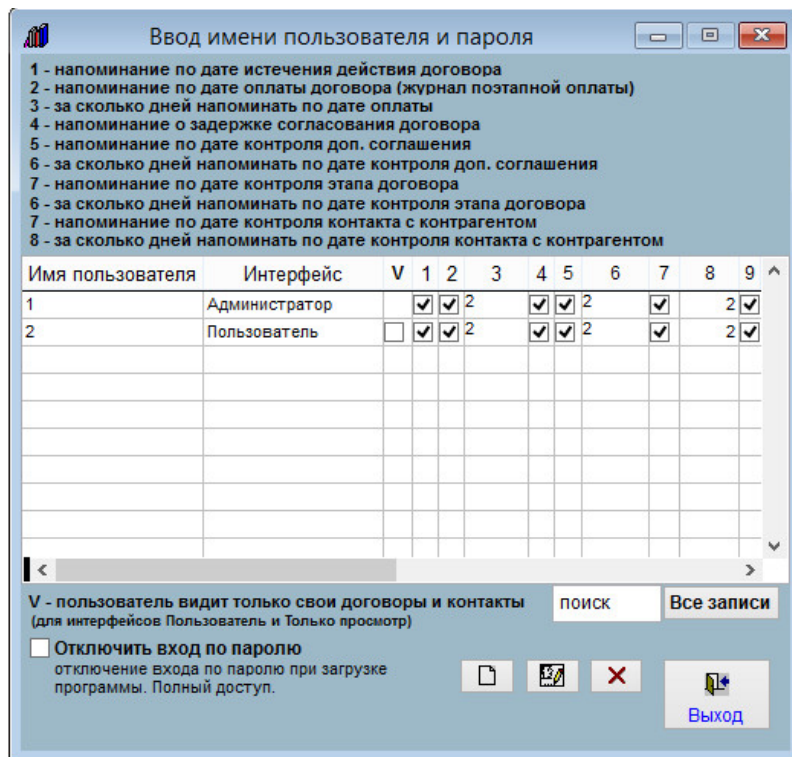 Ввод имени пользователя и пароля
1 - напоминание по дате истечения действия договора
2 - напоминание по дате оплаты договора (журнал поэтапной оплаты)
3 - за сколько дней напоминать по дате оплаты
4 - напоминание о задержке согласования договора
5 - напоминание по дате контроля доп. соглашения
6 - за сколько дней напоминать по дате контроля доп. соглашения
7 - напоминание по дате контроля этапа договора
6 - за сколько дней напоминать по дате контроля этапа договора
7 - напоминание по дате контроля контакта с контрагентом
8 - за сколько дней напоминать по дате контроля контакта с контрагентом
Имя пользователя Интерфейс V 1 2 3 4 5 6 7 8 9
1 Администратор 2 2 2
2 Пользователь 2 2 2
V - пользователь видит только свои договоры и контакты поиск Все записи
(для интерфейсов Пользователь и Только просмотр)
Отключить вход по паролю
отключение входа по паролю при загрузке
программы. Полный доступ.
Выход